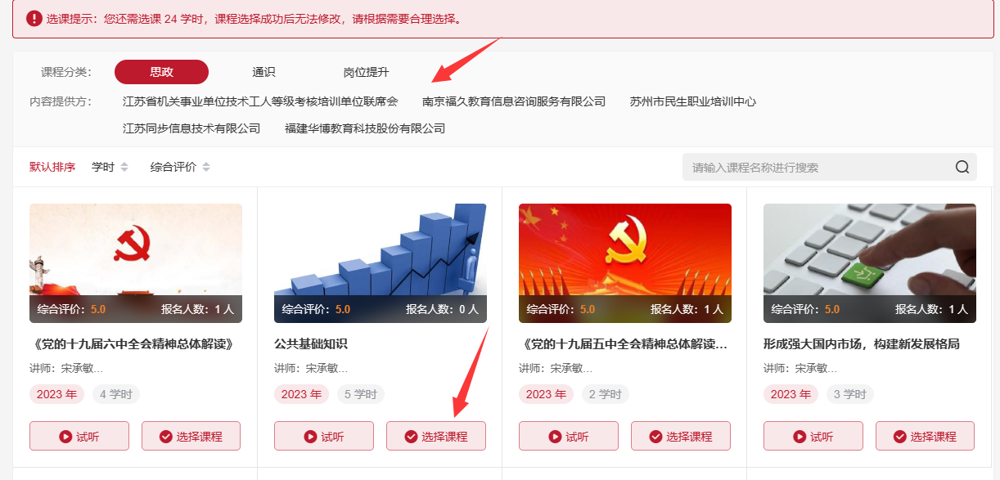 选课提示：您还需选课 24 学时，课程选择成功后无法修改，请根据需要合理选择。
课程分类： 思政 通识 岗位提升
内容提供方： 江苏省机关事业单位技术工人等级考核培训单位联席会 南京福久教育信息咨询服务有限公司 苏州市民生职业培训中心
江苏同步信息技术有限公司 福建华博教育科技股份有限公司
默认排序 学时 综合评价 请输入课程名称进行搜索
综合评价：5.0 报名人数：1 人
《党的十九届六中全会精神总体解读》
讲师：宋承敏...
2023 年 4 学时
试听 选择课程
综合评价：5.0 报名人数：0 人
公共基础知识
讲师：宋承敏...
2023 年 5 学时
试听 选择课程
综合评价：5.0 报名人数：1 人
《党的十九届五中全会精神总体解读...
讲师：宋承敏...
2023 年 2 学时
试听 选择课程
综合评价：5.0 报名人数：1 人
形成强大国内市场，构建新发展格局
讲师：宋承敏...
2023 年 3 学时
试听 选择课程